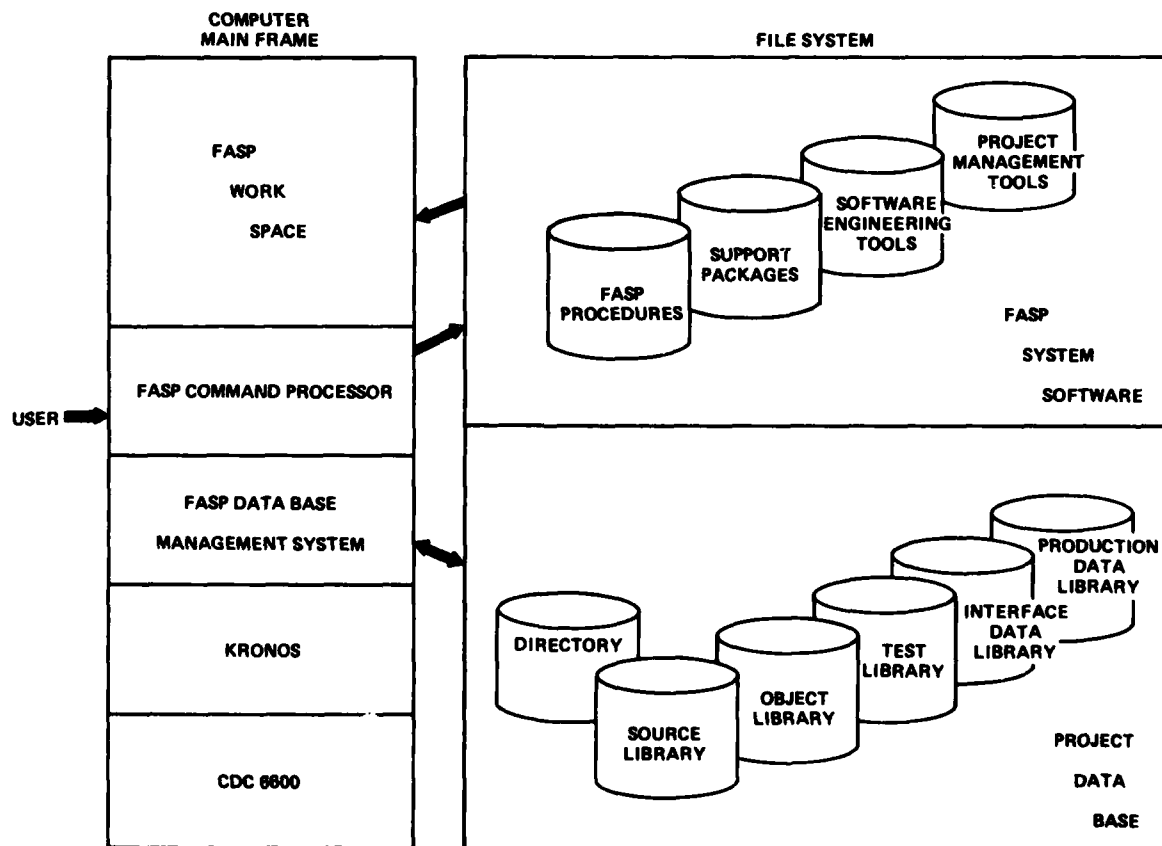 COMPUTER
MAIN FRAME
FILE SYSTEM
FASP
WORK
SPACE
FASP COMMAND PROCESSOR
USER
FASP DATA BASE
MANAGEMENT SYSTEM
KRONOS
CDC 6600
PROJECT
MANAGEMENT
TOOLS
SOFTWARE
ENGINEERING
TOOLS
SUPPORT
PACKAGES
FASP
PROCEDURES
FASP
SYSTEM
SOFTWARE
PRODUCTION
DATA
LIBRARY
INTERFACE
DATA
LIBRARY
TEST
LIBRARY
OBJECT
LIBRARY
SOURCE
LIBRARY
DIRECTORY
PROJECT
DATA
BASE